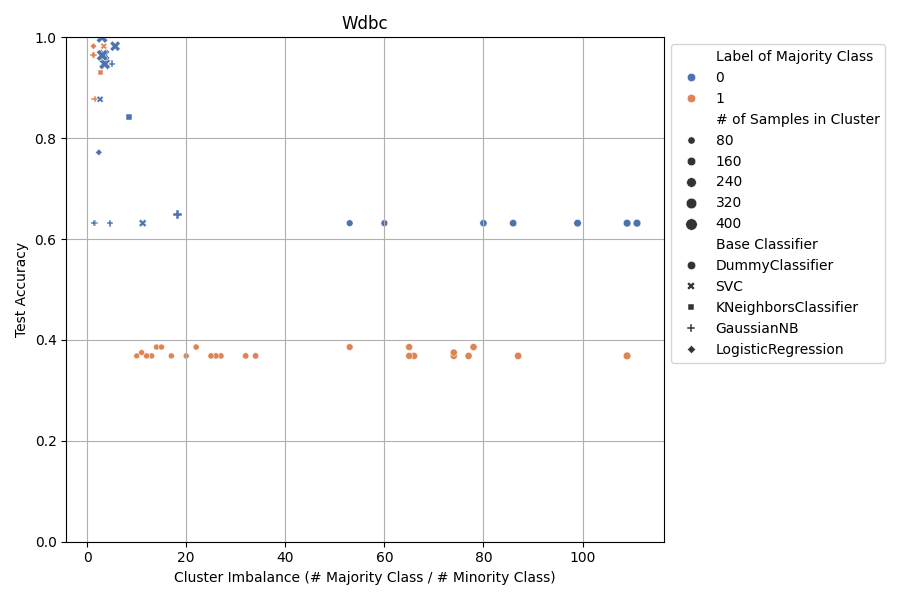 Wdbc
1.0
0.8
0.6
0.4
0.2
0.0
Test Accuracy
0
20
40
60
80
100
Cluster Imbalance (# Majority Class / # Minority Class)
Label of Majority Class
0
1
# of Samples in Cluster
80
160
240
320
400
Base Classifier
DummyClassifier
SVC
KNeighborsClassifier
GaussianNB
LogisticRegression